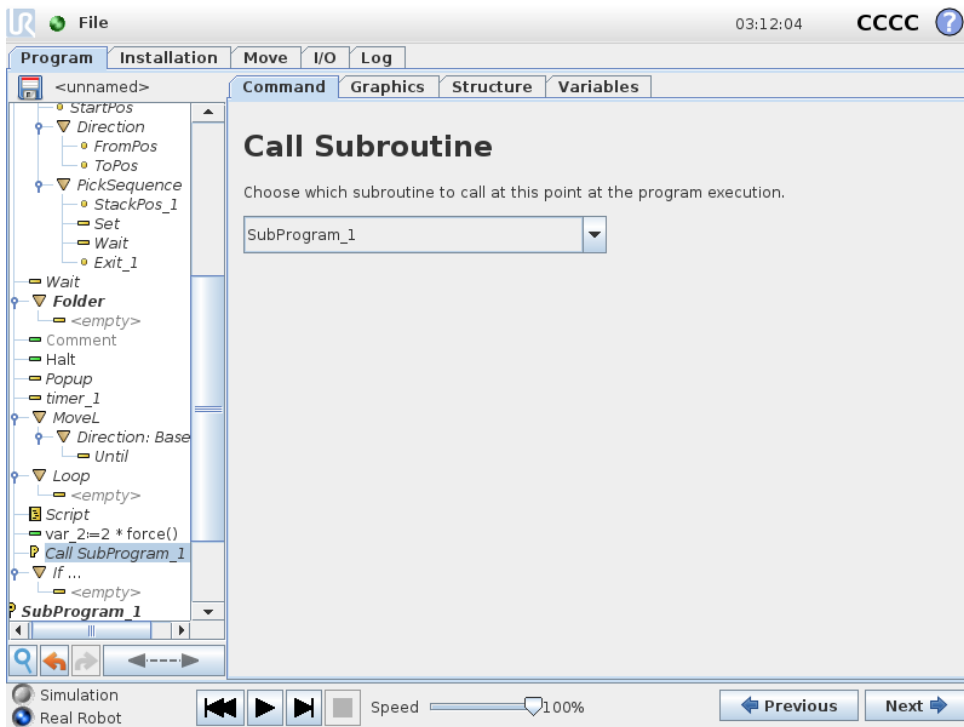 UR File 03:12:04 CCCC ?
Program Installation Move I/O Log
<unnamed>
Command Graphics Structure Variables
StartPos
Direction
FromPos
ToPos
PickSequence
StackPos_1
Set
Wait
Exit_1
Wait
Folder
<empty>
Comment
Halt
Popup
timer_1
MoveL
Direction: Base
Until
Loop
<empty>
Script
var_2:=2 * force()
Call SubProgram_1
If ...
<empty>
SubProgram_1
Call Subroutine
Choose which subroutine to call at this point at the program execution.
SubProgram_1
Simulation
Real Robot
Speed 100%
Previous Next